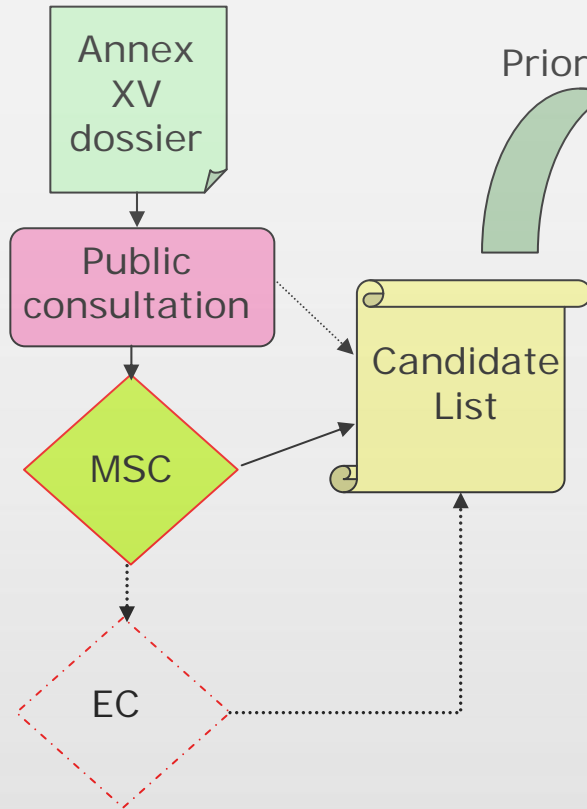 Annex
XV
dossier
Prior
Public
consultation
Candidate
List
MSC
EC